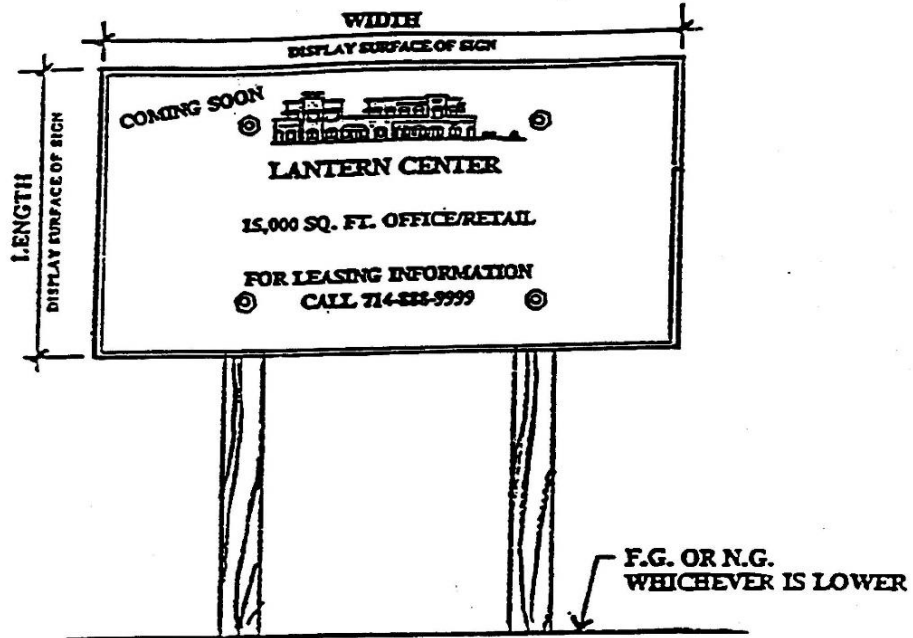 WIDTH
DISPLAY SURFACE OF SIGN
LENGTH
DISPLAY SURFACE OF SIGN
COMING SOON
LANTERN CENTER
15,000 SQ. FT. OFFICE/RETAIL
FOR LEASING INFORMATION
CALL 714-888-9999
F.G. OR N.G.
WHICHEVER IS LOWER